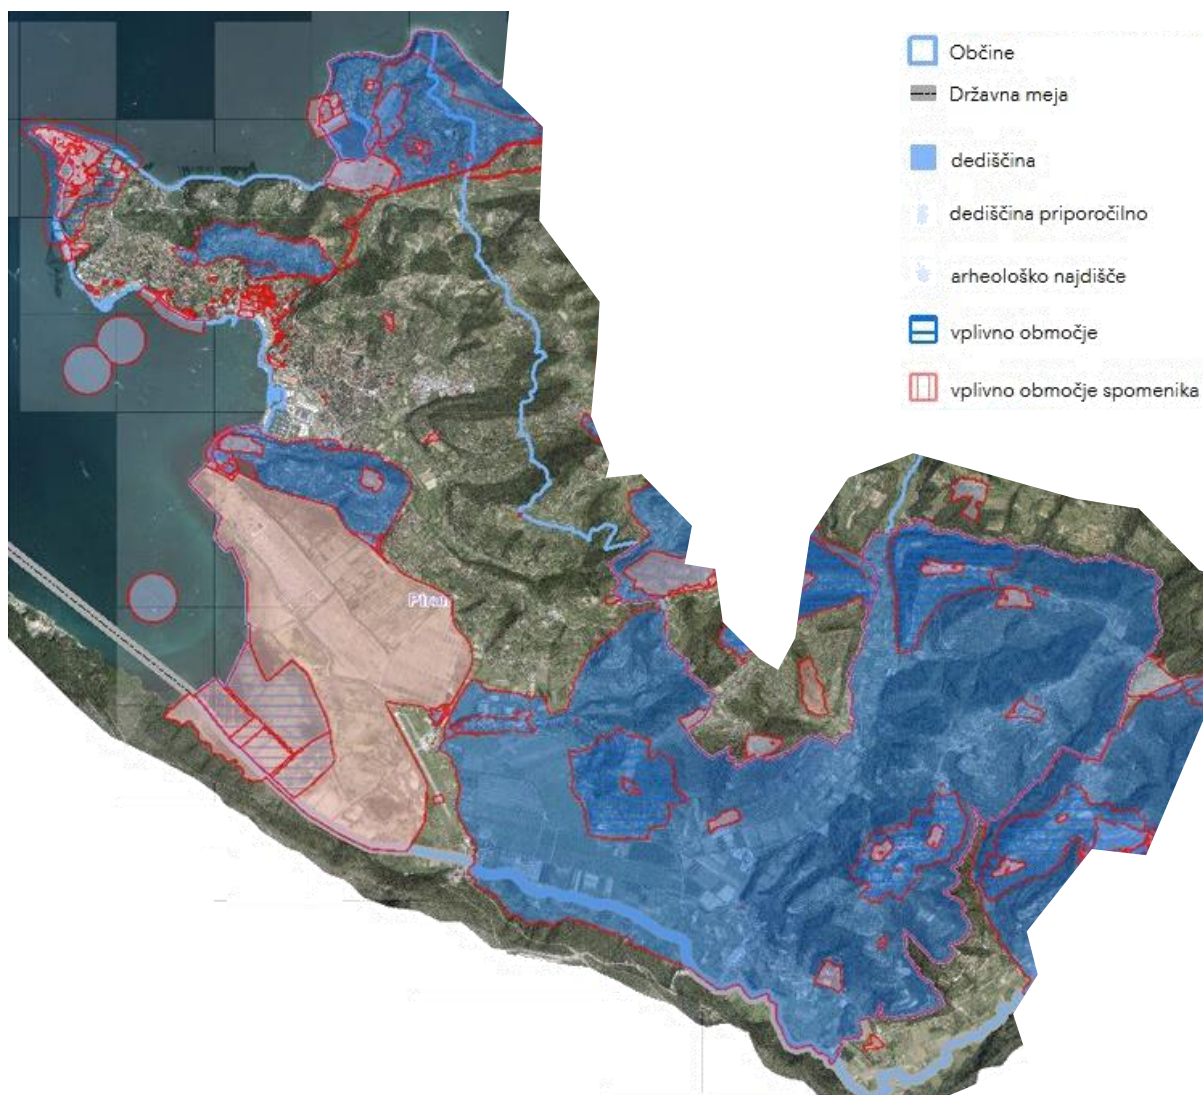 Občine
Državna meja
dediščina
dediščina priporočilno
arheološko najdišče
vplivno območje
vplivno območje spomenika
Piran